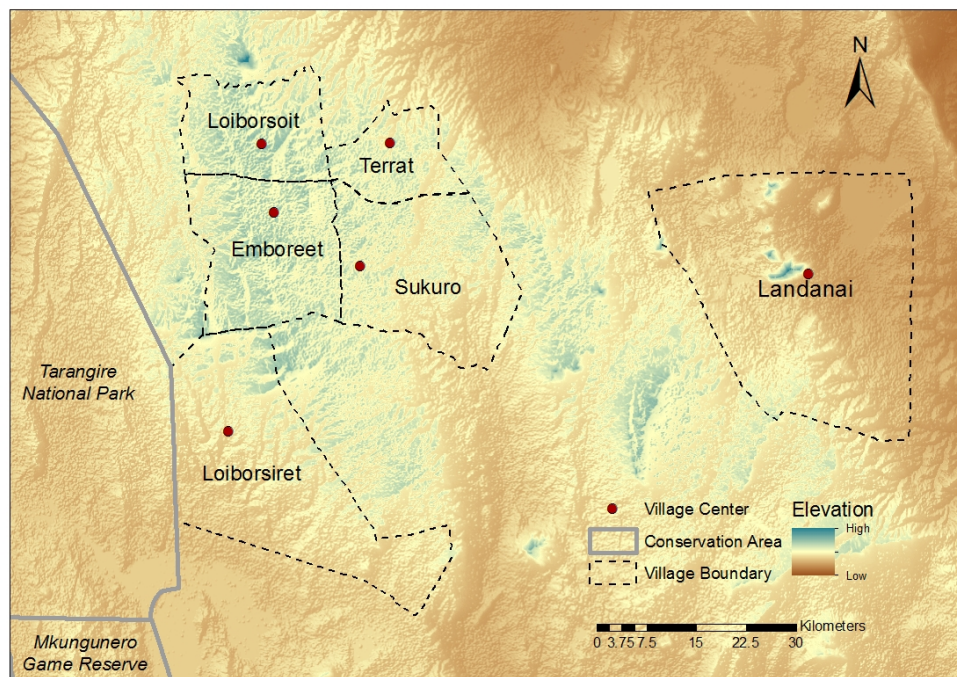 N
Loiborsoit
Terrat
Emboreet
Sukuro
Landanai
Tarangire
National Park
Loiborsiret
Village Center
Conservation Area
Village Boundary
Elevation
High
Low
Kilometers
0 3.75 7.5 15 22.5 30
Mkungunero
Game Reserve